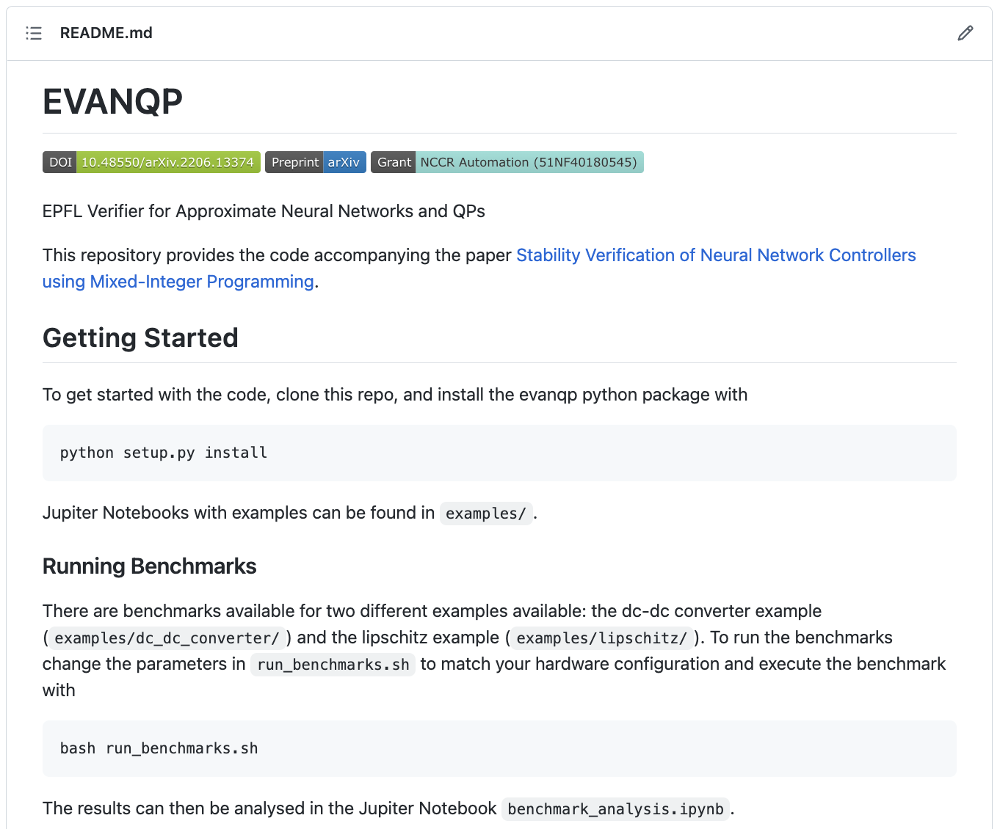 README.md
EVANQP
DOI 10.48550/arXiv.2206.13374 Preprint arXiv Grant NCCR Automation (51NF40180545)
EPFL Verifier for Approximate Neural Networks and QPs
This repository provides the code accompanying the paper Stability Verification of Neural Network Controllers
using Mixed-Integer Programming.
Getting Started
To get started with the code, clone this repo, and install the evanqp python package with
python setup.py install
Jupiter Notebooks with examples can be found in examples/.
Running Benchmarks
There are benchmarks available for two different examples available: the dc-dc converter example
(examples/dc_dc_converter/) and the lipschitz example (examples/lipschitz/). To run the benchmarks
change the parameters in run_benchmarks.sh to match your hardware configuration and execute the benchmark
with
bash run_benchmarks.sh
The results can then be analysed in the Jupiter Notebook benchmark_analysis.ipynb.